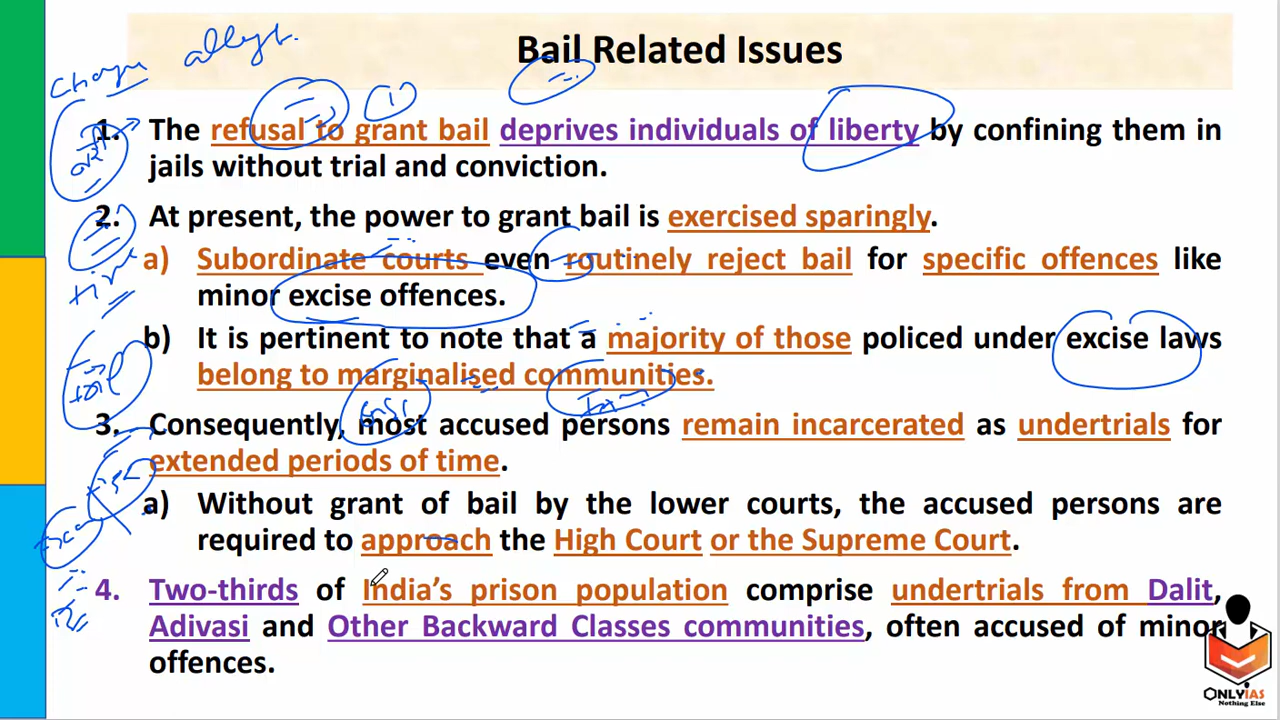 Bail Related Issues
1. The refusal to grant bail deprives individuals of liberty by confining them in
jails without trial and conviction.
2. At present, the power to grant bail is exercised sparingly.
a) Subordinate courts even routinely reject bail for specific offences like
minor excise offences.
b) It is pertinent to note that a majority of those policed under excise laws
belong to marginalised communities.
3. Consequently, most accused persons remain incarcerated as undertrials for
extended periods of time.
a) Without grant of bail by the lower courts, the accused persons are
required to approach the High Court or the Supreme Court.
4. Two-thirds of India's prison population comprise undertrials from Dalit,
Adivasi and Other Backward Classes communities, often accused of minor
offences.
ONLYIAS
Nothing Else